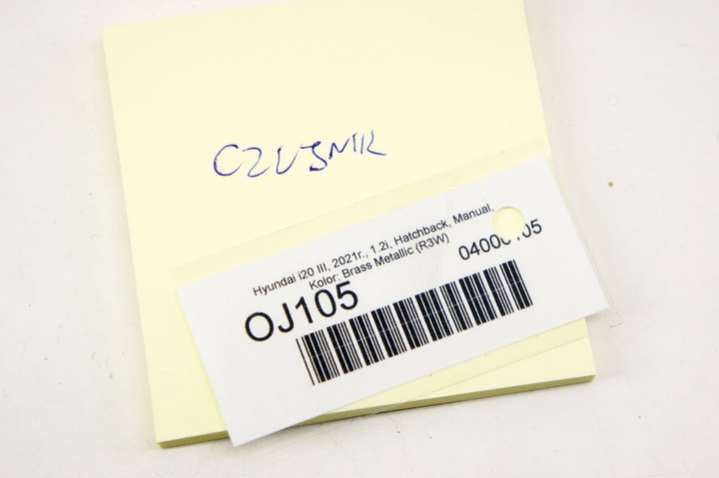 CZUJNIK
Hyundai i20 III, 2021r., 1.2i, Hatchback, Manual,
Kolor: Brass Metallic (R3W)
OJ105